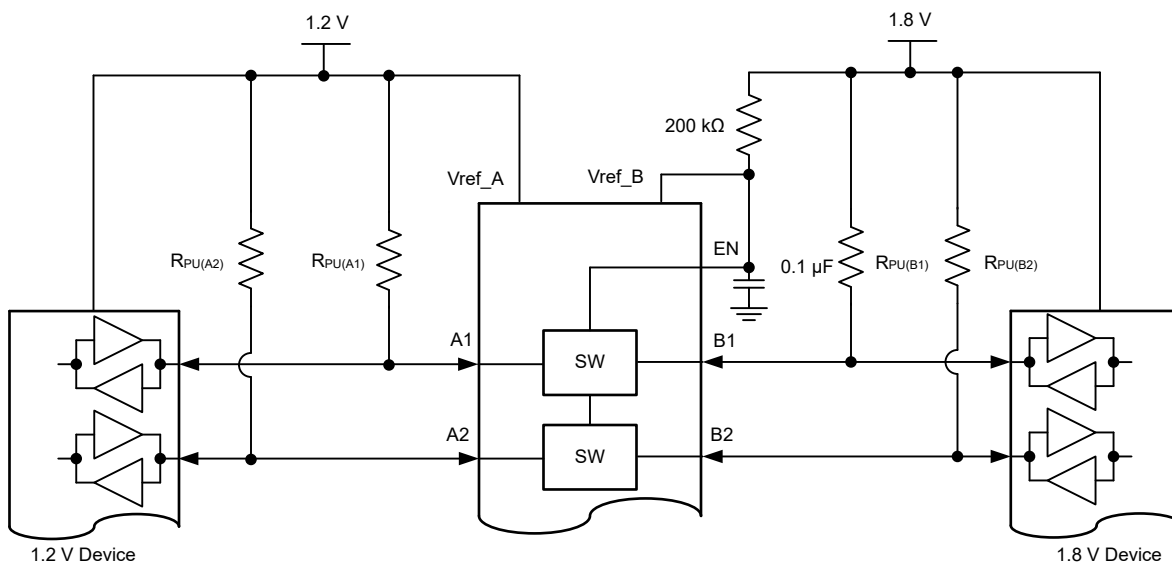 1.2 V
1.8 V
200 kΩ
Vref_A
Vref_B
EN
RPU(A2)
RPU(A1)
0.1 µF
RPU(B1)
RPU(B2)
A1
SW
B1
A2
SW
B2
1.2 V Device
1.8 V Device